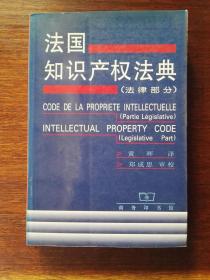 法国
知识产权法典
(法律部分)
CODE DE LA PROPRIETE INTELLECTUELLE
(Partie Législative)
INTELLECTUAL PROPERTY CODE
(Legislative Part)
黄晖 译
郑成思 审校
商务印书馆